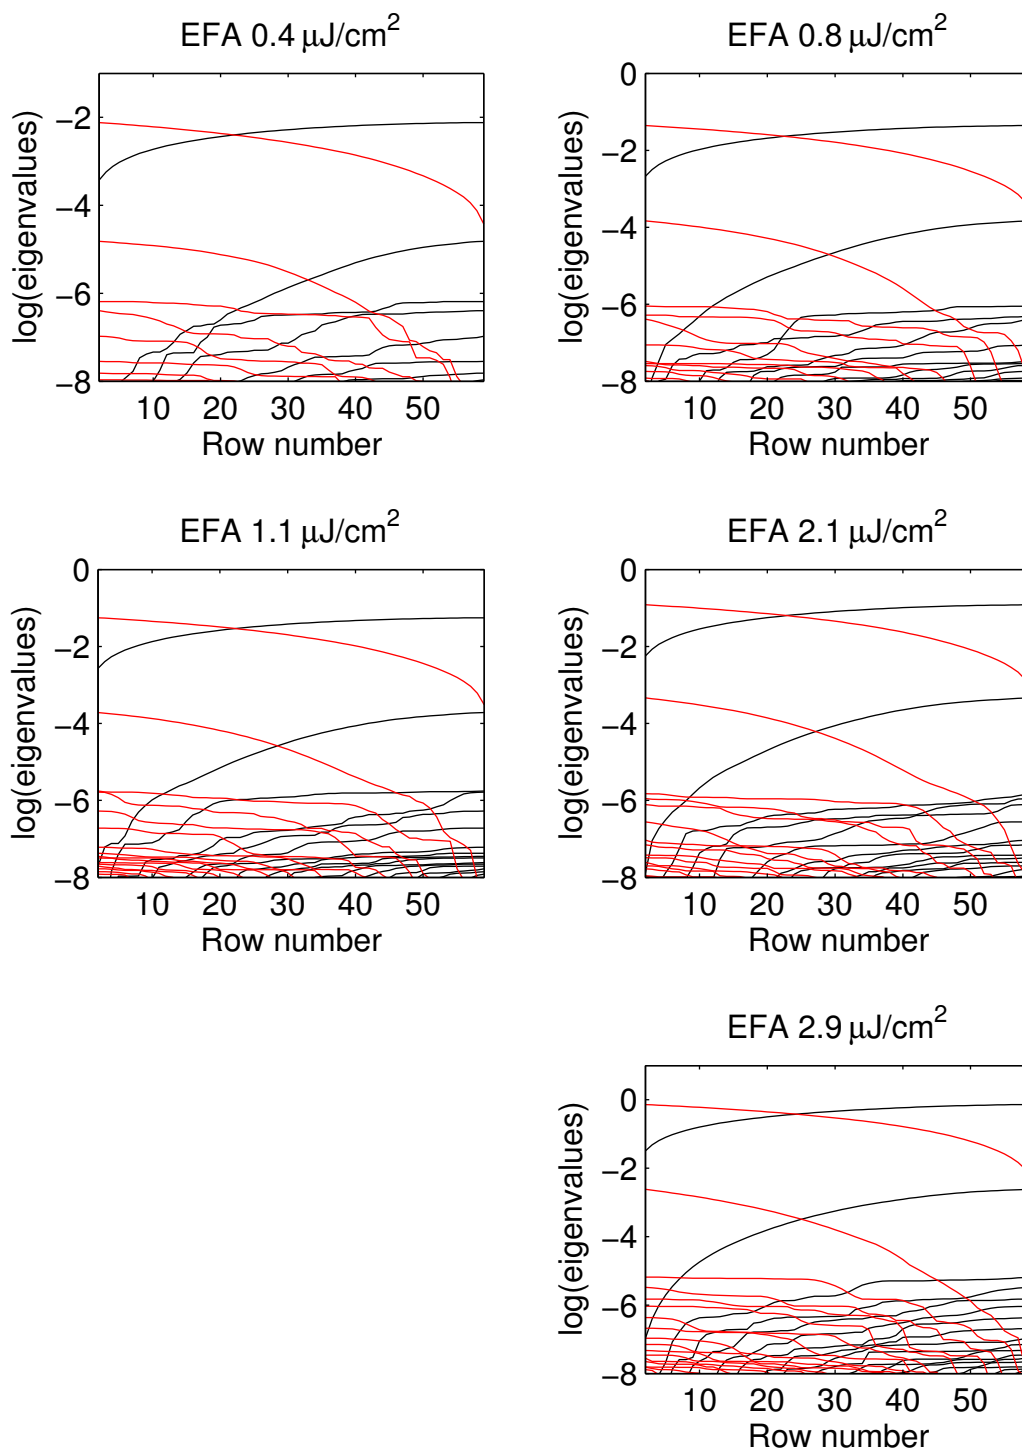 EFA 0.4 μJ/cm²
log(eigenvalues)
−2
−4
−6
−8
10 20 30 40 50
Row number
EFA 0.8 μJ/cm²
log(eigenvalues)
0
−2
−4
−6
−8
10 20 30 40 50
Row number
EFA 1.1 μJ/cm²
log(eigenvalues)
0
−2
−4
−6
−8
10 20 30 40 50
Row number
EFA 2.1 μJ/cm²
log(eigenvalues)
0
−2
−4
−6
−8
10 20 30 40 50
Row number
EFA 2.9 μJ/cm²
log(eigenvalues)
0
−2
−4
−6
−8
10 20 30 40 50
Row number